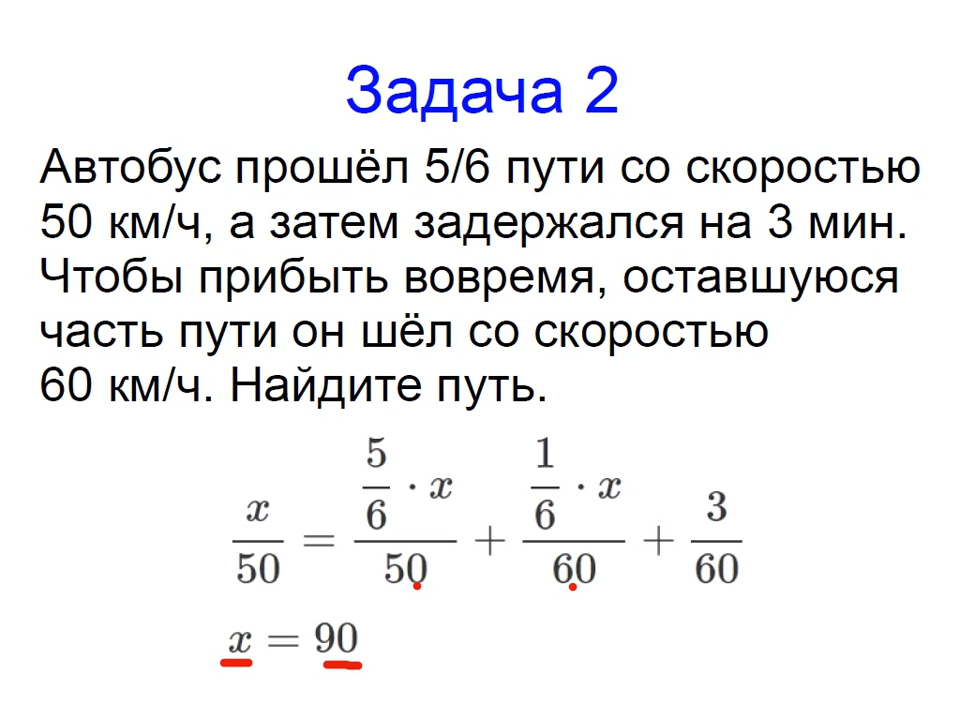 Задача 2
Автобус прошёл 5/6 пути со скоростью
50 км/ч, а затем задержался на 3 мин.
Чтобы прибыть вовремя, оставшуюся
часть пути он шёл со скоростью
60 км/ч. Найдите путь.
x/50 = (5/6 · x)/50 + (1/6 · x)/60 + 3/60
x = 90